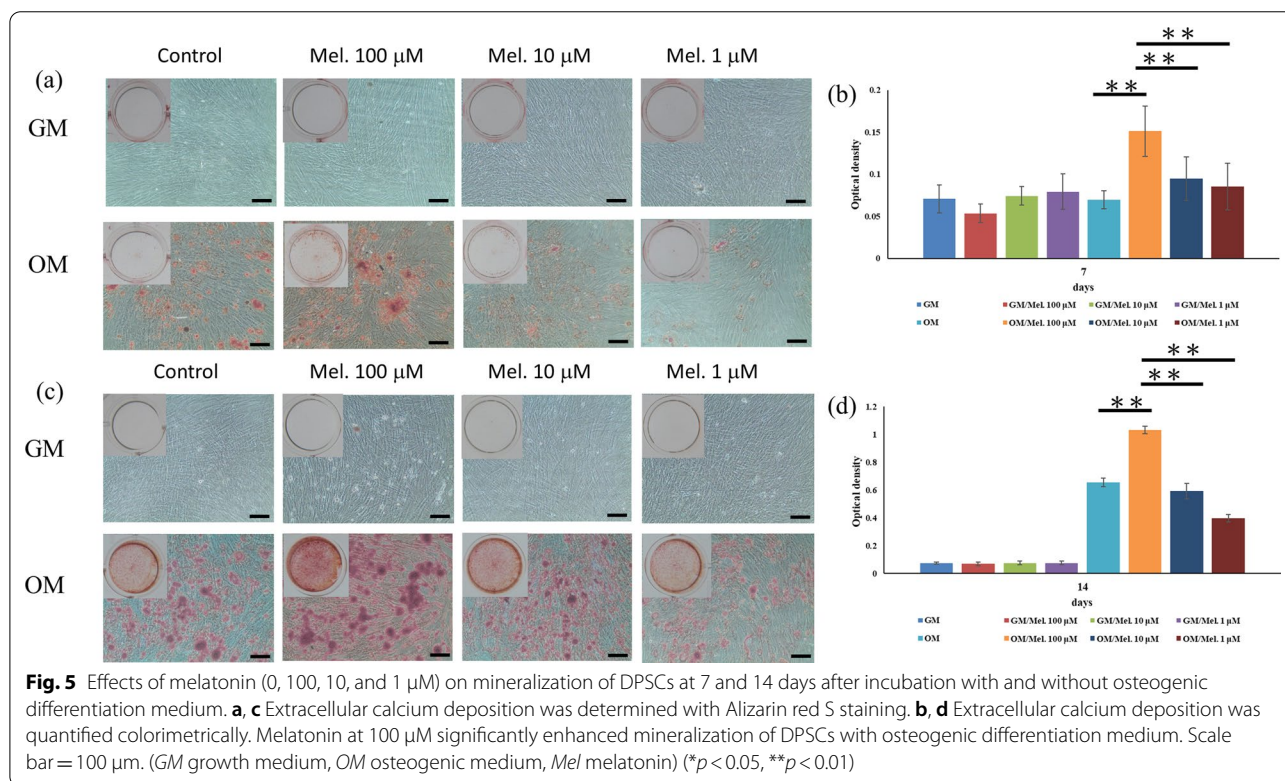 Control Mel. 100 µM Mel. 10 µM Mel. 1 µM
(a)
GM
OM
Control Mel. 100 µM Mel. 10 µM Mel. 1 µM
(c)
GM
OM
(b)
** 
**
**
0.2
0.15
0.1
0.05
0
Optical density
7
days
GM GM/Mel. 100 µM GM/Mel. 10 µM GM/Mel. 1 µM
OM OM/Mel. 100 µM OM/Mel. 10 µM OM/Mel. 1 µM
(d)
**
**
**
1.2
1
0.8
0.6
0.4
0.2
0
Optical density
14
days
GM GM/Mel. 100 µM GM/Mel. 10 µM GM/Mel. 1 µM
OM OM/Mel. 100 µM OM/Mel. 10 µM OM/Mel. 1 µM
Fig. 5 Effects of melatonin (0, 100, 10, and 1 µM) on mineralization of DPSCs at 7 and 14 days after incubation with and without osteogenic
differentiation medium. a, c Extracellular calcium deposition was determined with Alizarin red S staining. b, d Extracellular calcium deposition was
quantified colorimetrically. Melatonin at 100 µM significantly enhanced mineralization of DPSCs with osteogenic differentiation medium. Scale
bar = 100 µm. (GM growth medium, OM osteogenic medium, Mel melatonin) (*p < 0.05, **p < 0.01)